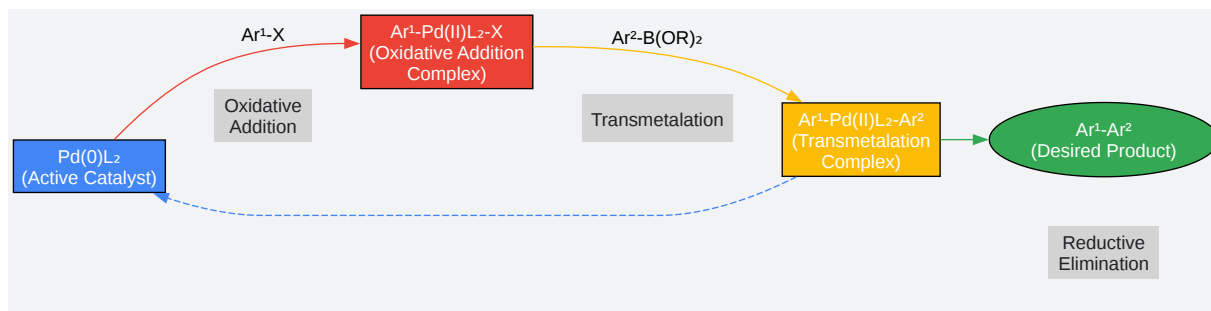 Ar¹-X
Ar¹-Pd(II)L₂-X
(Oxidative Addition
Complex)
Ar²-B(OR)₂
Oxidative
Addition
Transmetalation
Pd(0)L₂
(Active Catalyst)
Ar¹-Pd(II)L₂-Ar²
(Transmetalation
Complex)
Ar¹-Ar²
(Desired Product)
Reductive
Elimination